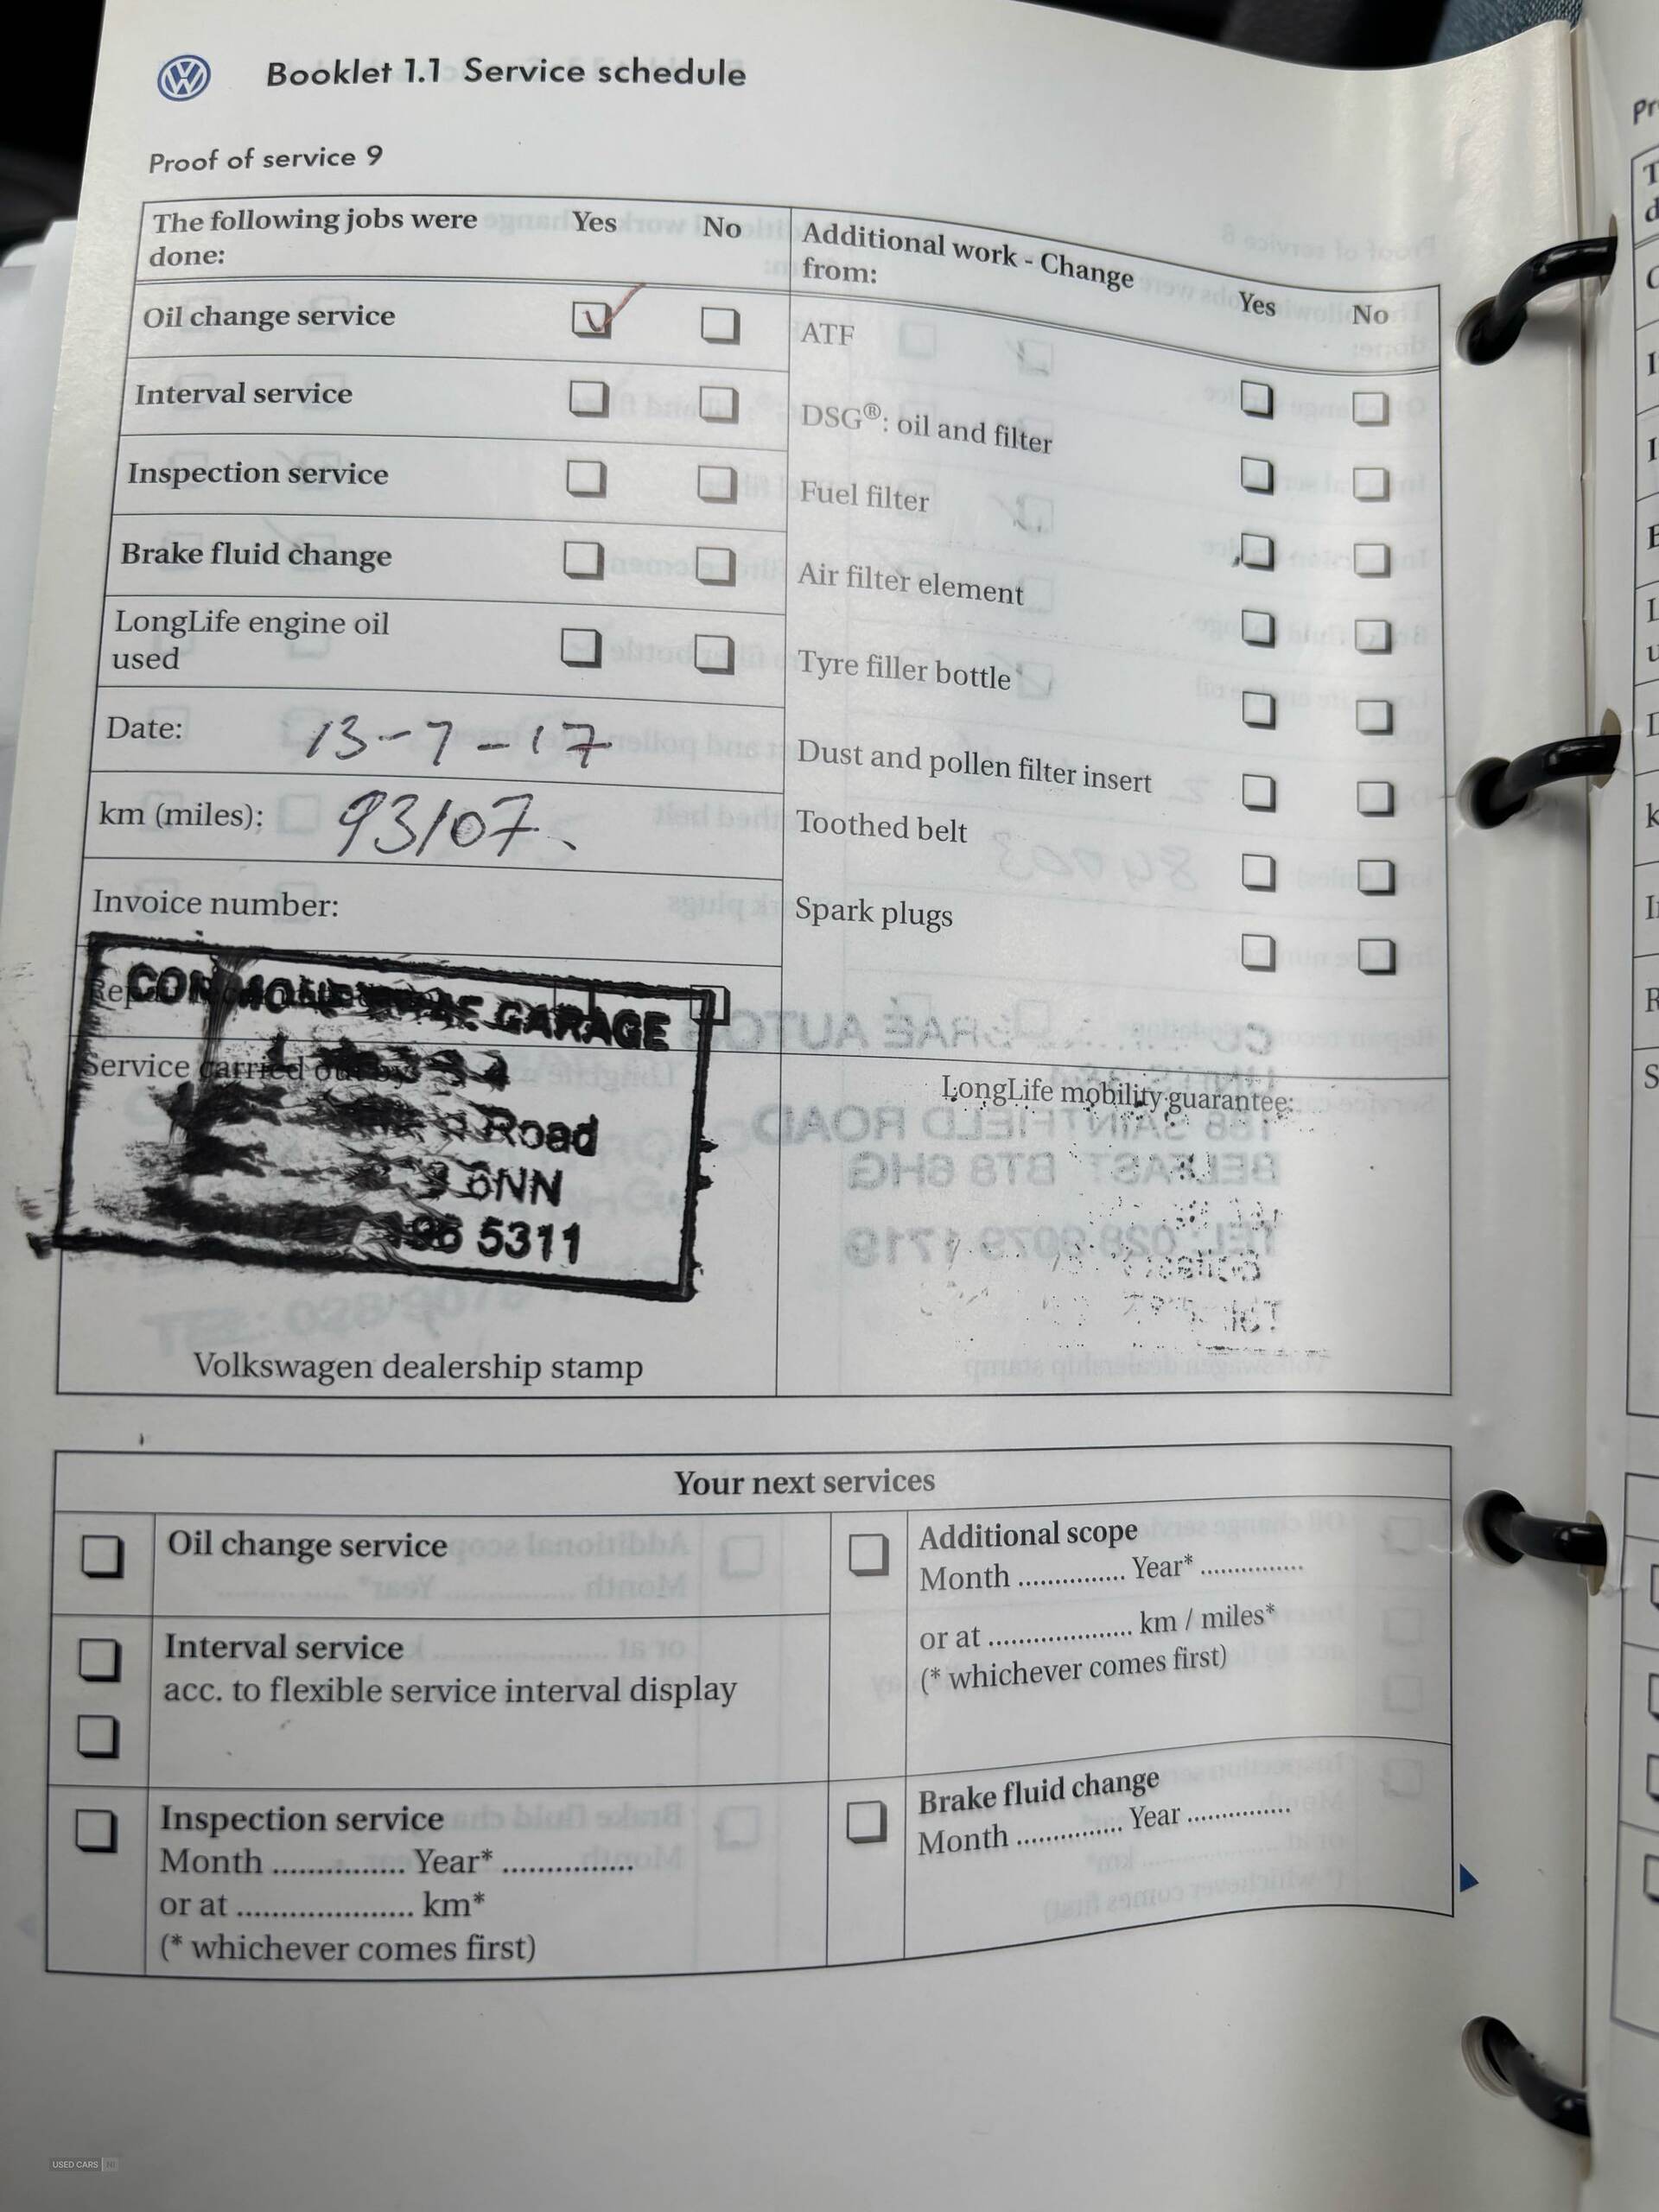 Booklet 1.1 Service schedule
Proof of service 9
The following jobs were done: Yes No
Oil change service
Interval service
Inspection service
Brake fluid change
LongLife engine oil used
Date: 13-7-17
km (miles): 93107
Invoice number:
Service carried out by:
GARAGE
Road
6NN
5311
Volkswagen dealership stamp
Additional work - Change from: Yes No
ATF
DSG®: oil and filter
Fuel filter
Air filter element
Tyre filler bottle
Dust and pollen filter insert
Toothed belt
Spark plugs
LongLife mobility guarantee:
Your next services
Oil change service
Interval service
acc. to flexible service interval display
Inspection service
Month ............... Year* ...............
or at .................... km*
(* whichever comes first)
Additional scope
Month ............... Year* ...............
or at .................... km / miles*
(* whichever comes first)
Brake fluid change
Month ............... Year ...............
USED CARS NI